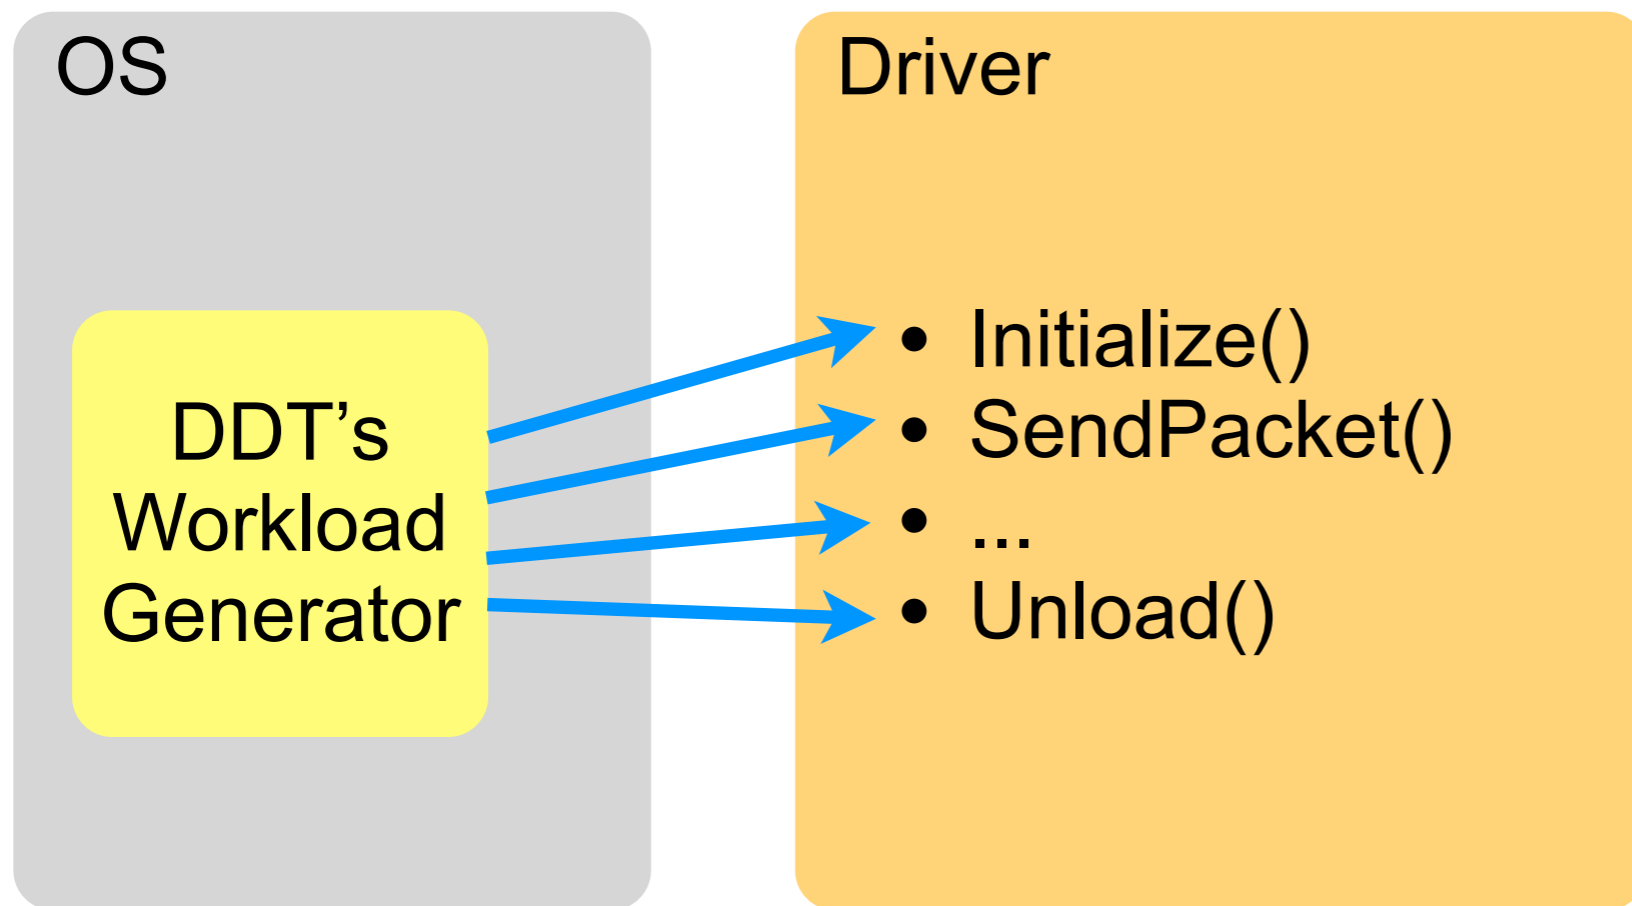 OS
DDT’s
Workload
Generator
Driver
• Initialize()
• SendPacket()
• ...
• Unload()